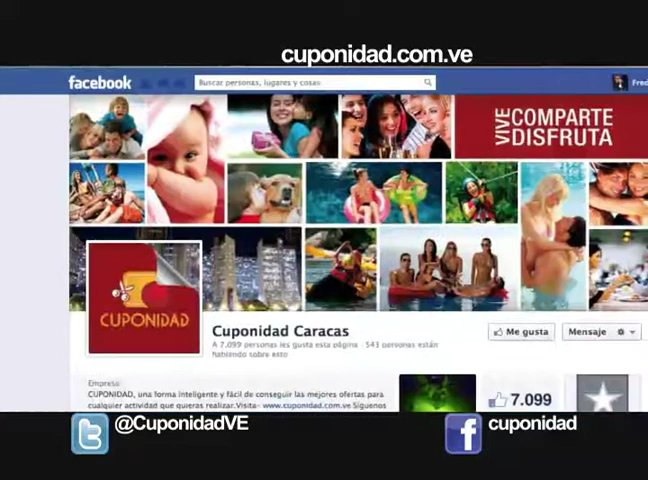 cuponidad.com.ve
facebook
Buscar personas, lugares y cosas
Fred
VIVE COMPARTE
DISFRUTA
CUPONIDAD
Cuponidad Caracas
A 7.099 personas les gusta esta página · 543 personas están
hablando sobre esto
Me gusta
Mensaje
Empresa
CUPONIDAD, una forma inteligente y fácil de conseguir las mejores ofertas para
cualquier actividad que quieras realizar.Visita- www.cuponidad.com.ve Síguenos
7.099
@CuponidadVE
cuponidad